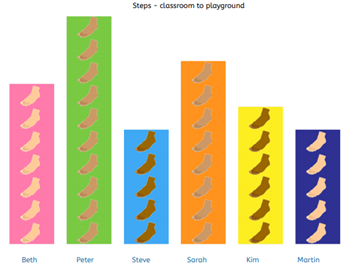 Steps - classroom to playground
Beth Peter Steve Sarah Kim Martin